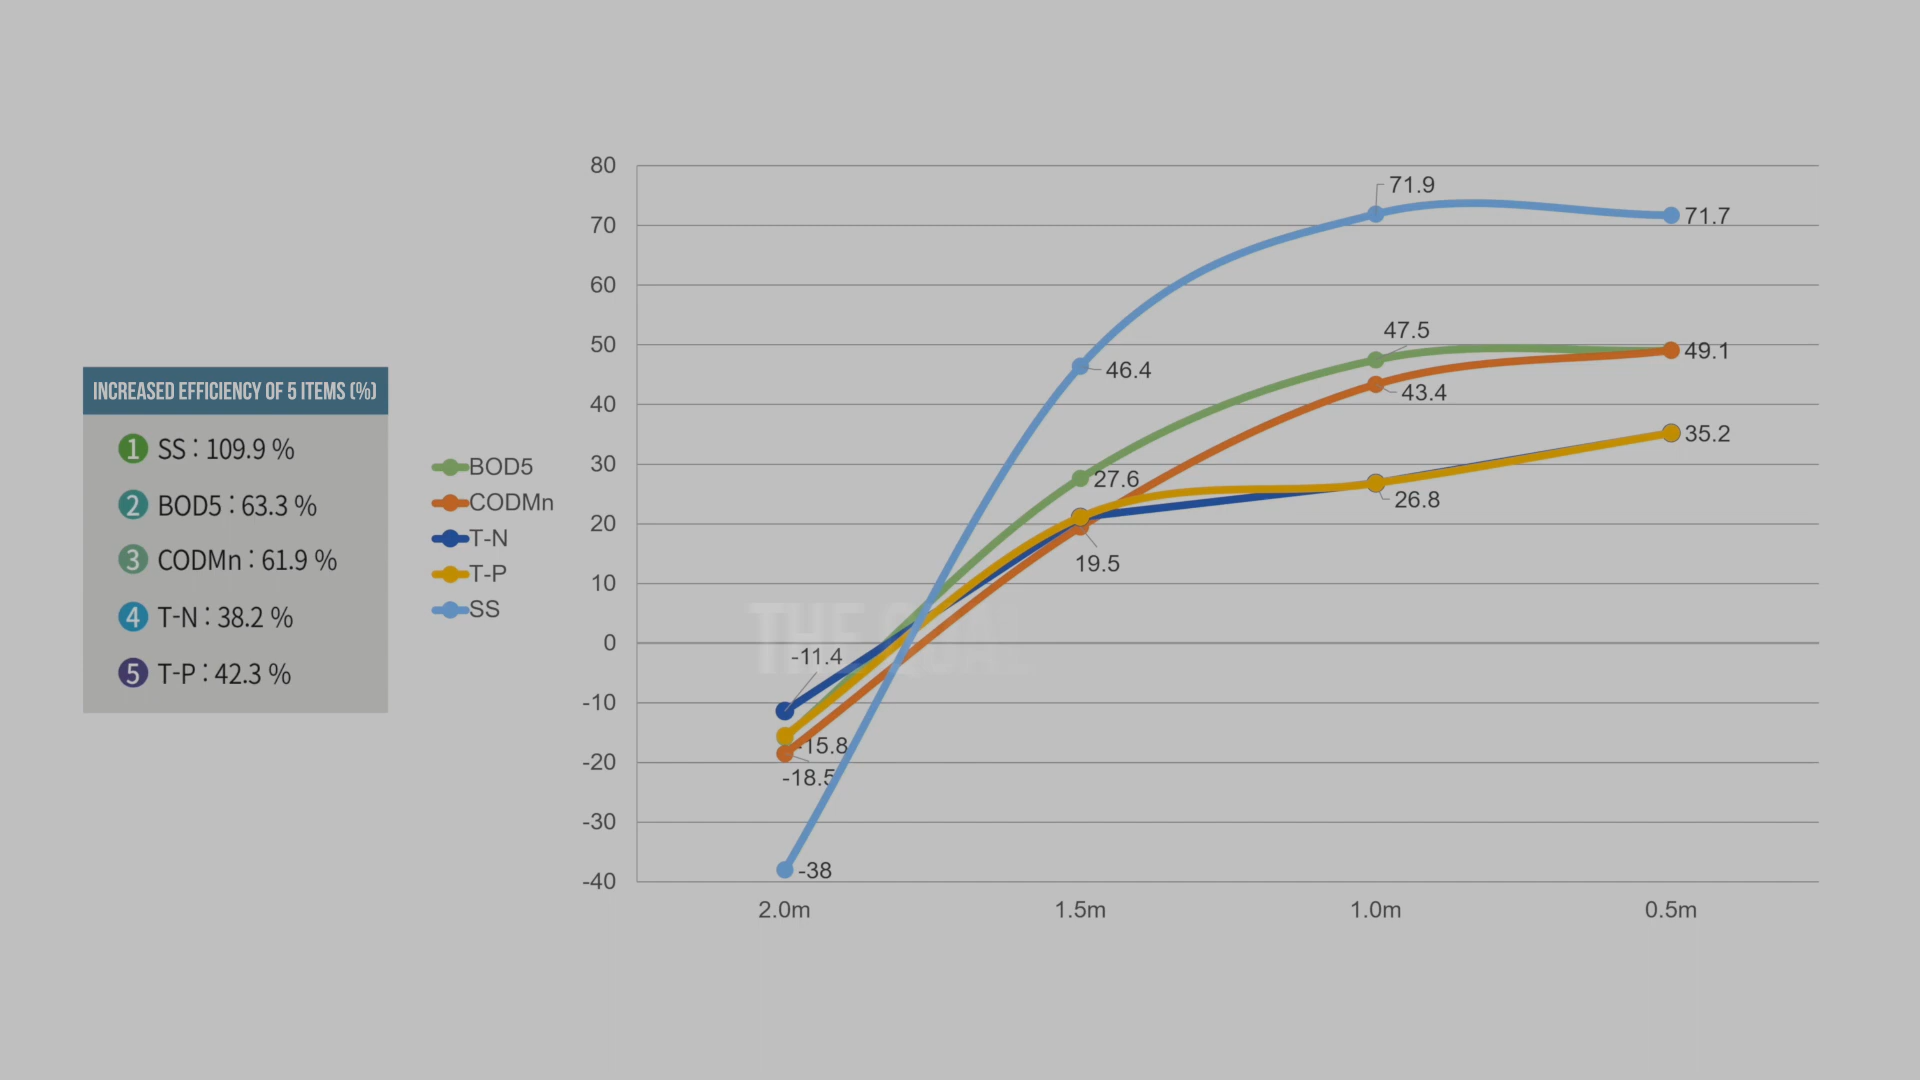 INCREASED EFFICIENCY OF 5 ITEMS (%)
1 SS : 109.9 %
2 BOD5 : 63.3 %
3 CODMn : 61.9 %
4 T-N : 38.2 %
5 T-P : 42.3 %
BOD5
CODMn
T-N
T-P
SS
80
70
60
50
40
30
20
10
0
-10
-20
-30
-40
71.9
71.7
47.5
49.1
46.4
43.4
35.2
27.6
26.8
19.5
THE
-11.4
-15.8
-18.5
-38
2.0m
1.5m
1.0m
0.5m